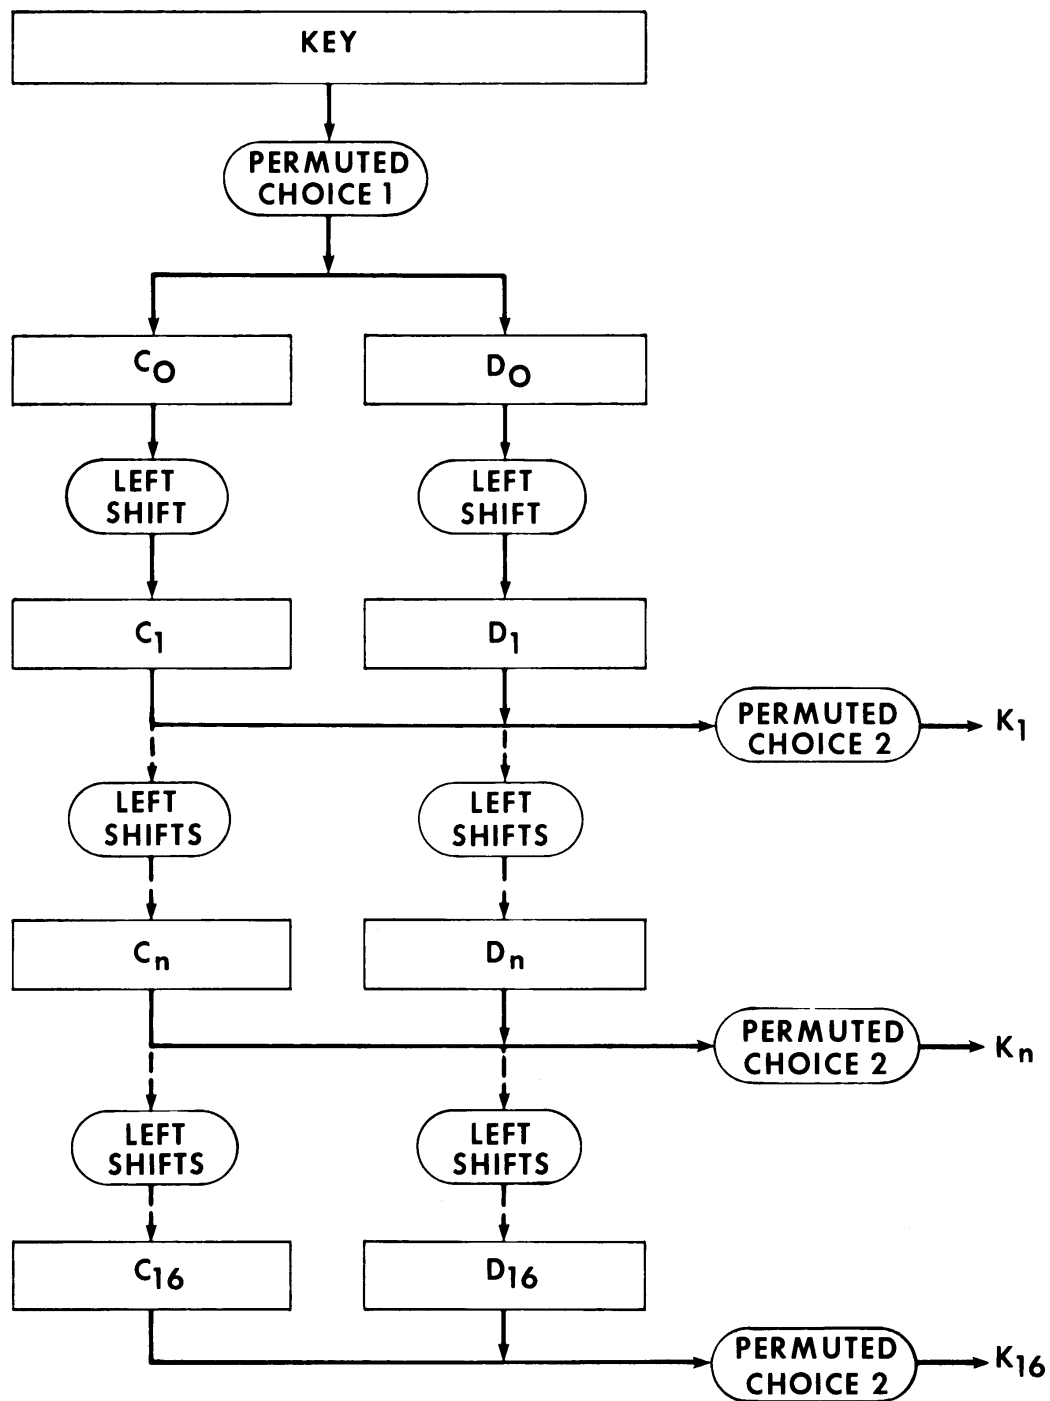 KEY
PERMUTED
CHOICE 1
C0
D0
LEFT
SHIFT
LEFT
SHIFT
C1
D1
PERMUTED
CHOICE 2
K1
LEFT
SHIFTS
LEFT
SHIFTS
Cn
Dn
PERMUTED
CHOICE 2
Kn
LEFT
SHIFTS
LEFT
SHIFTS
C16
D16
PERMUTED
CHOICE 2
K16